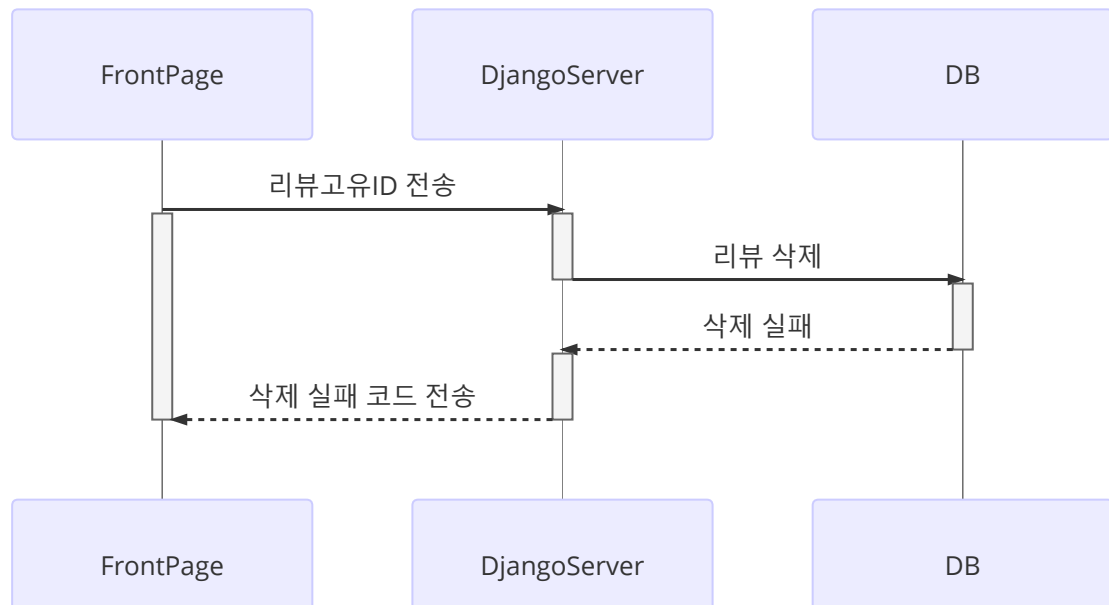 FrontPage
DjangoServer
DB
리뷰고유ID 전송
리뷰 삭제
삭제 실패
삭제 실패 코드 전송
FrontPage
DjangoServer
DB